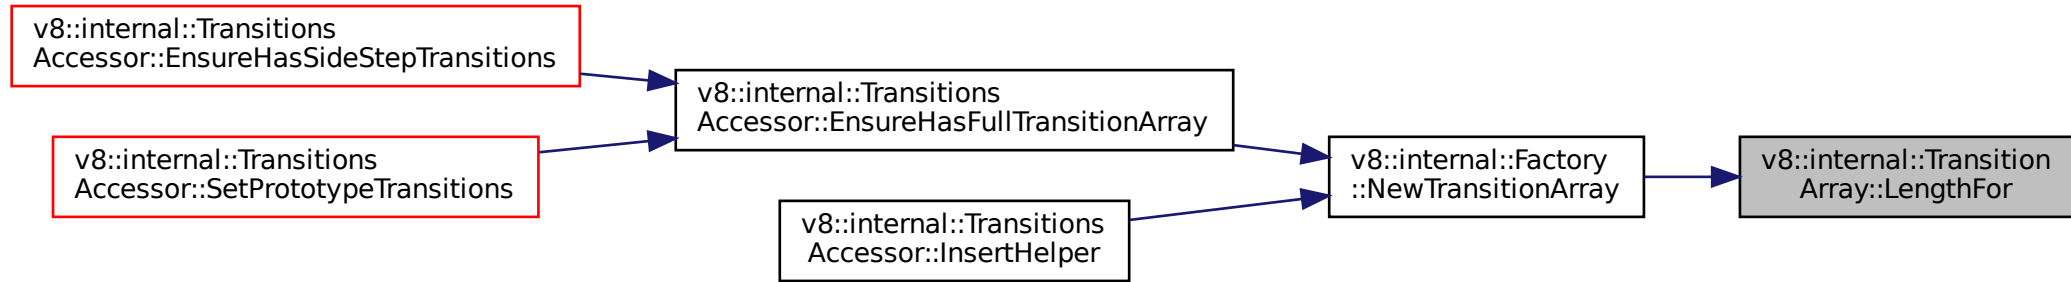 v8::internal::Transitions
Accessor::EnsureHasSideStepTransitions
v8::internal::Transitions
Accessor::SetPrototypeTransitions
v8::internal::Transitions
Accessor::EnsureHasFullTransitionArray
v8::internal::Transitions
Accessor::InsertHelper
v8::internal::Factory
::NewTransitionArray
v8::internal::Transition
Array::LengthFor